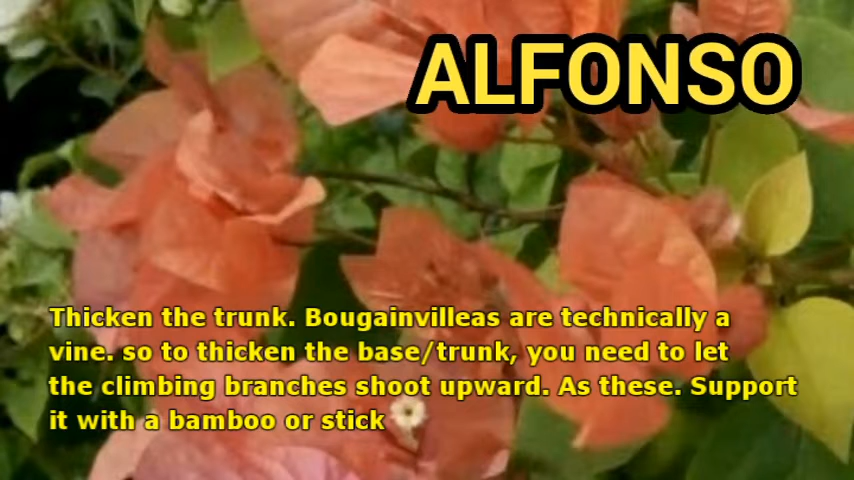 ALFONSO
Thicken the trunk. Bougainvilleas are technically a
vine. so to thicken the base/trunk, you need to let
the climbing branches shoot upward. As these. Support
it with a bamboo or stick